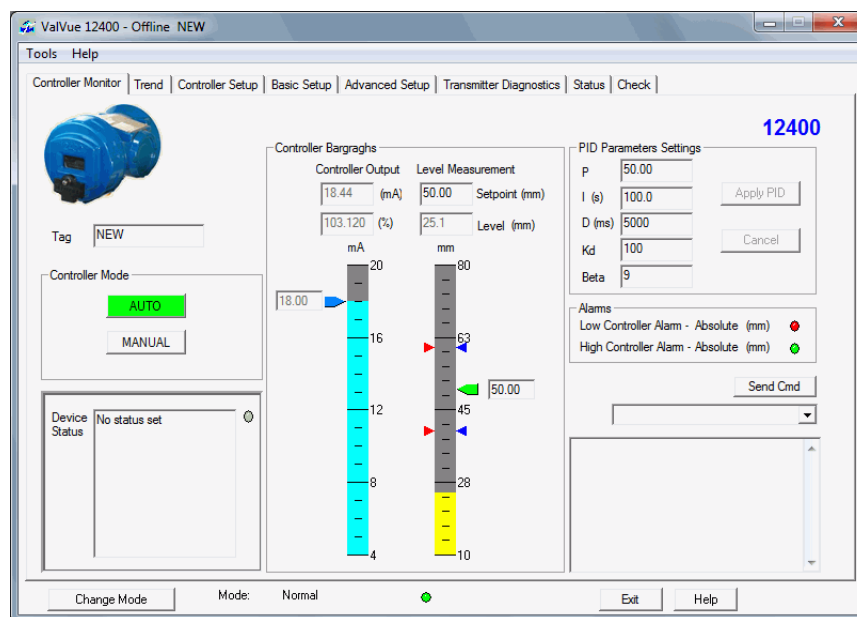 ValVue 12400 - Offline NEW
Tools Help
Controller Monitor Trend Controller Setup Basic Setup Advanced Setup Transmitter Diagnostics Status Check
12400
Tag NEW
Controller Mode
AUTO
MANUAL
Device Status
No status set
Controller Bargraghs
Controller Output Level Measurement
18.44 (mA) 50.00 Setpoint (mm)
103.120 (%) 25.1 Level (mm)
mA mm
20 80
18.00
16 63
50.00
12 45
8 28
4 10
PID Parameters Settings
P 50.00
I (s) 100.0 Apply PID
D (ms) 5000
Kd 100 Cancel
Beta 9
Alarms
Low Controller Alarm - Absolute (mm)
High Controller Alarm - Absolute (mm)
Send Cmd
Change Mode Mode: Normal Exit Help